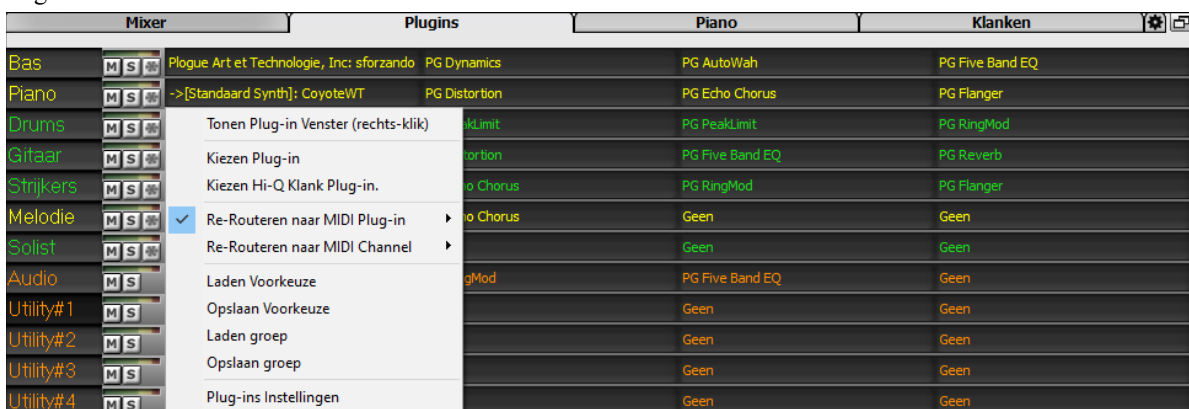 Mixer Plugins Piano Klanken
Bas M S Plogue Art et Technologie, Inc: sforzando PG Dynamics PG AutoWah PG Five Band EQ
Piano M S ->[Standaard Synth]: CoyoteWT PG Distortion PG Echo Chorus PG Flanger
Drums M S Tonen Plug-in Venster (rechts-klik) akLimit PG PeakLimit PG RingMod
Gitaar M S Kiezen Plug-in tortion PG Five Band EQ PG Reverb
Strijkers M S Kiezen Hi-Q Klank Plug-in. o Chorus PG RingMod PG Flanger
Melodie M S Re-Routeren naar MIDI Plug-in o Chorus Geen Geen
Solist M S Re-Routeren naar MIDI Channel Geen Geen
Audio M S Laden Voorkeuze gMod PG Five Band EQ Geen
Utility#1 M S Opslaan Voorkeuze Geen Geen
Utility#2 M S Laden groep Geen Geen
Utility#3 M S Opslaan groep Geen Geen
Utility#4 M S Plug-ins Instellingen Geen Geen